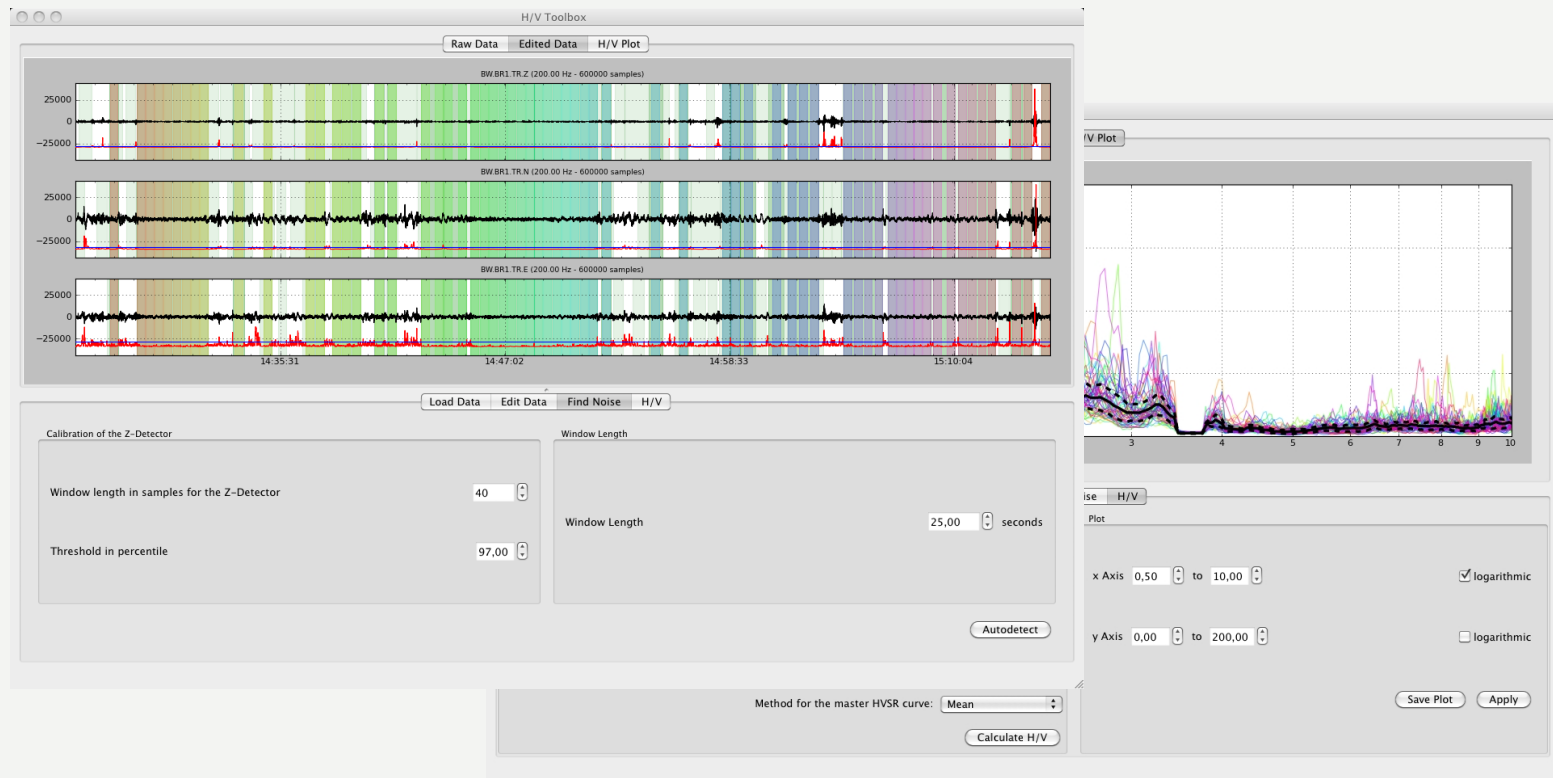 H/V Toolbox
Raw Data Edited Data H/V Plot
BW.BR1.TR.Z (200.00 Hz - 600000 samples)
25000
0
−25000
BW.BR1.TR.N (200.00 Hz - 600000 samples)
25000
0
−25000
BW.BR1.TR.E (200.00 Hz - 600000 samples)
25000
0
−25000
14:35:31 14:47:02 14:58:33 15:10:04
Load Data Edit Data Find Noise H/V
Calibration of the Z-Detector
Window length in samples for the Z-Detector 40
Threshold in percentile 97,00
Window Length
Window Length 25,00 seconds
Autodetect
/V Plot
3 4 5 6 7 8 9 10
ise H/V
Plot
x Axis 0,50 to 10,00 logarithmic
y Axis 0,00 to 200,00 logarithmic
Save Plot Apply
Method for the master HVSR curve: Mean
Calculate H/V